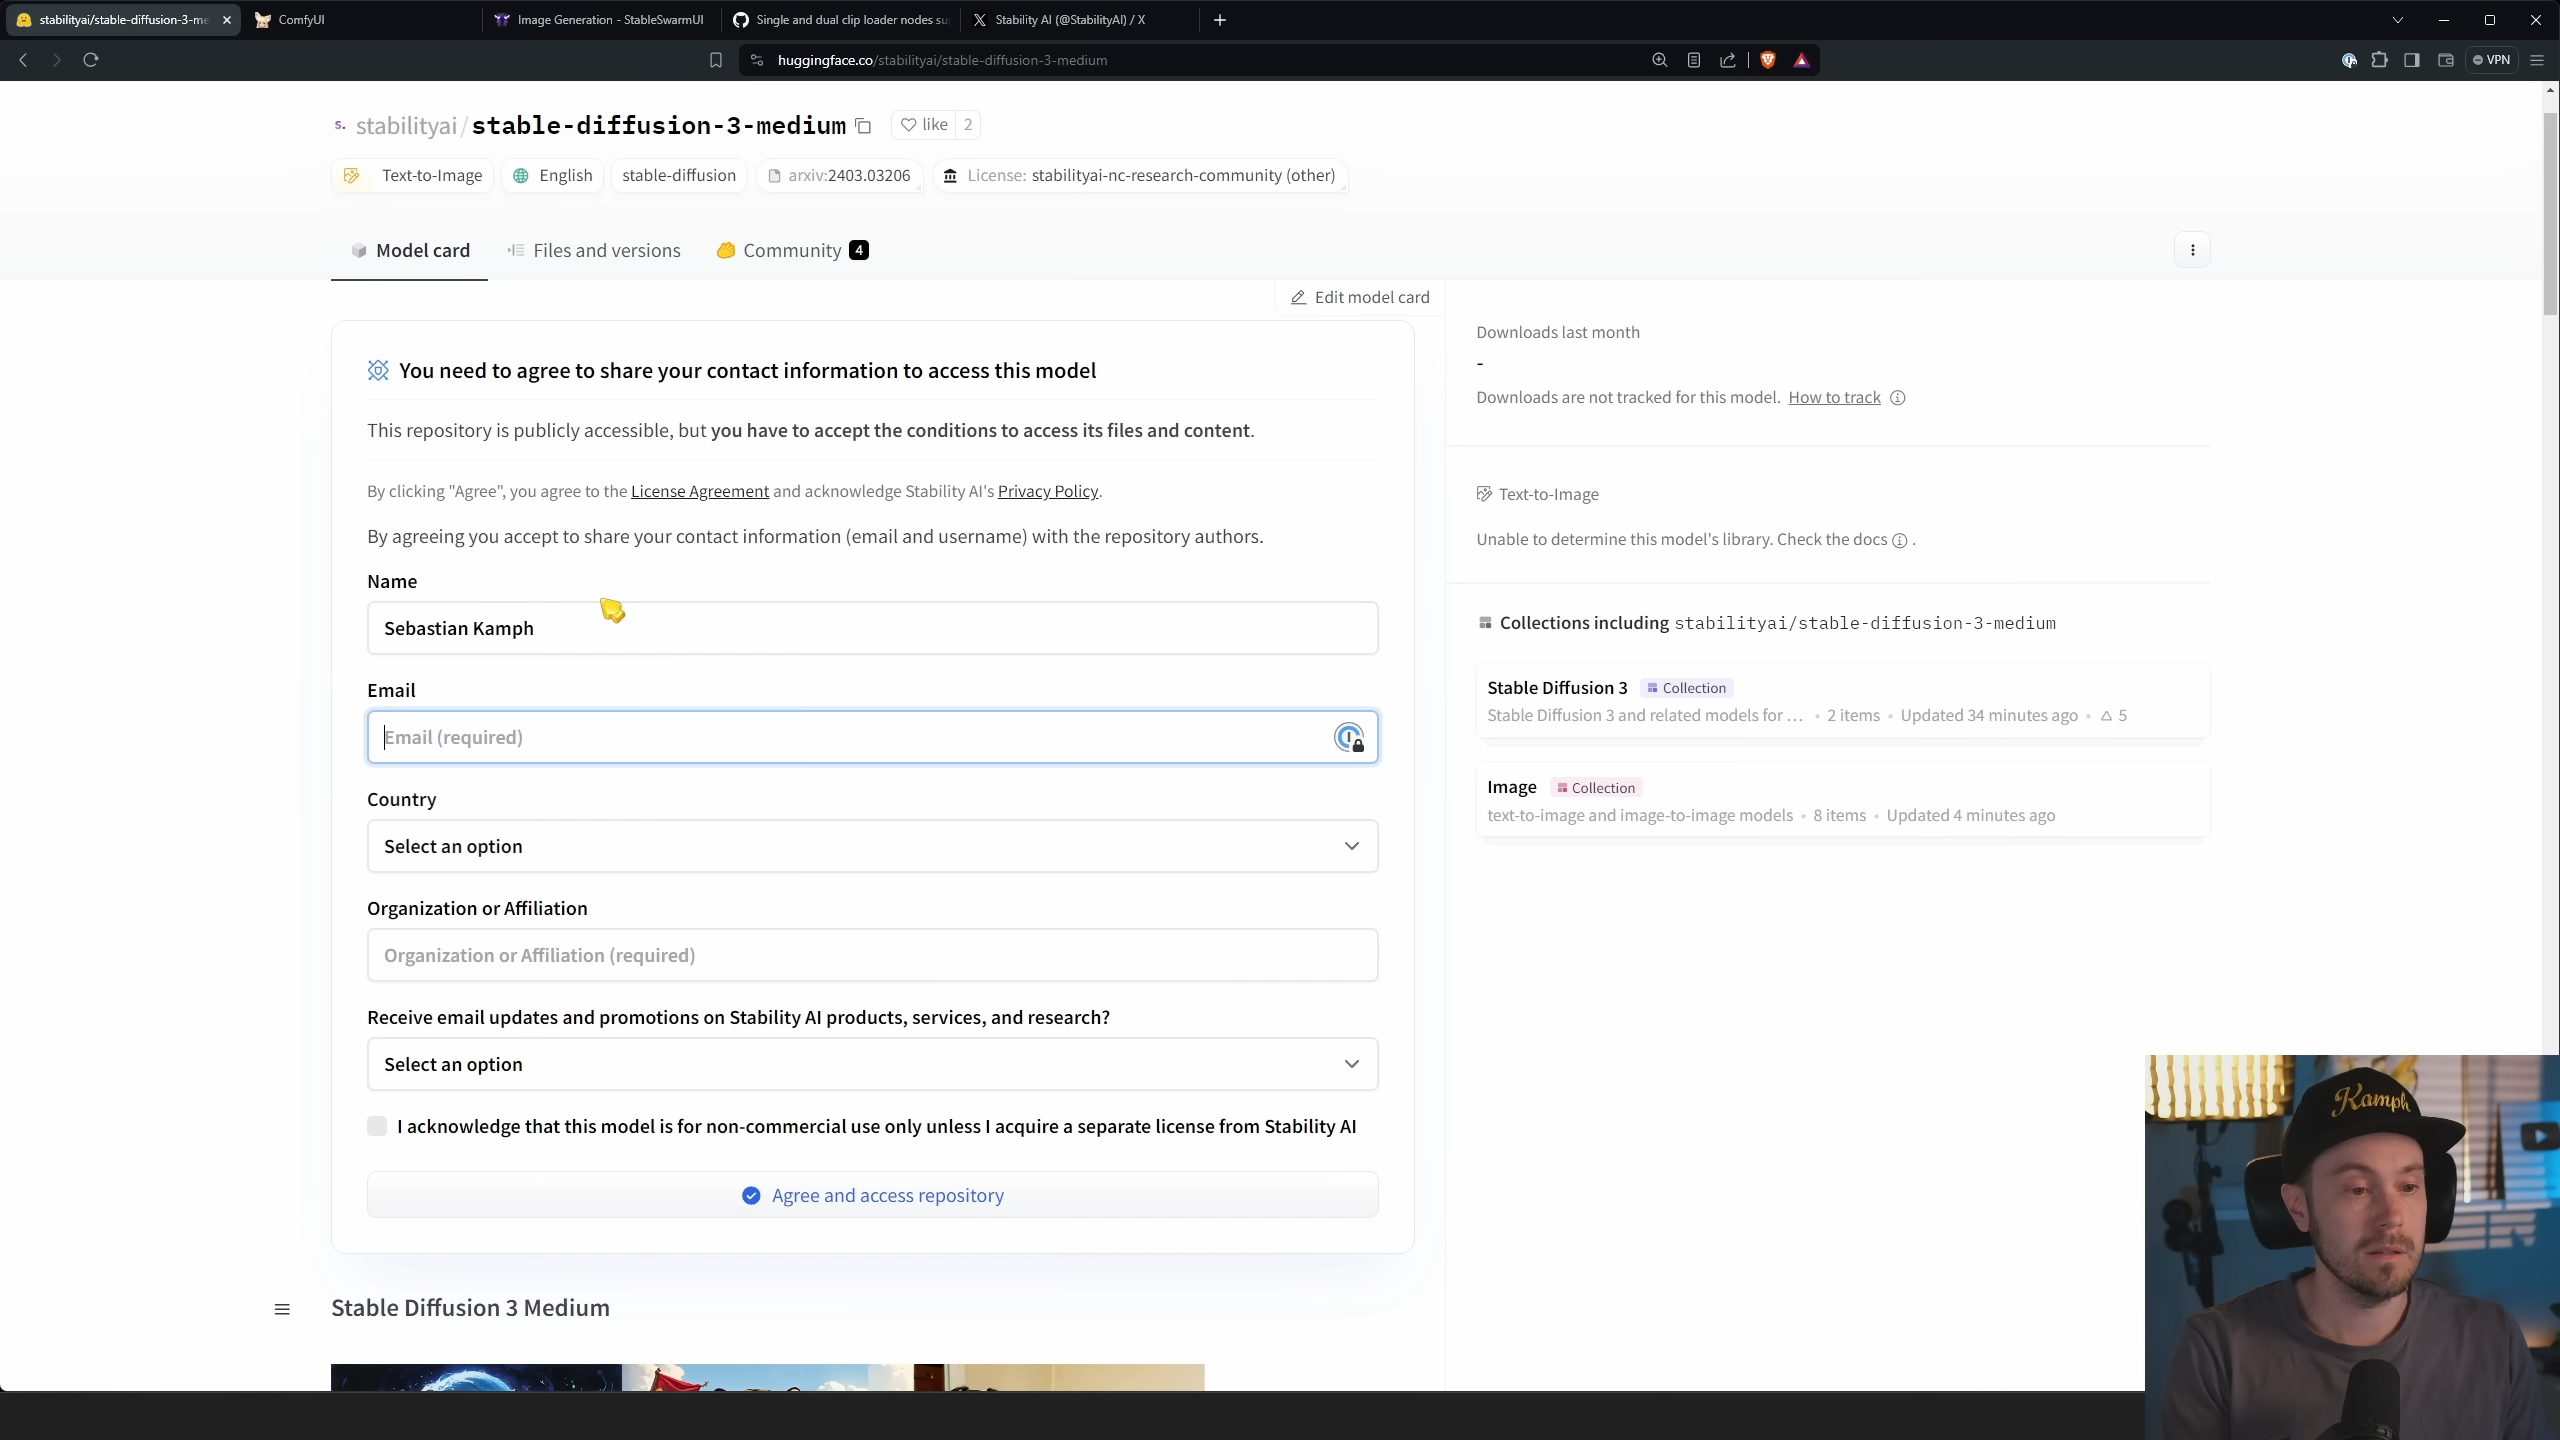 stabilityai/stable-diffusion-3-me
ComfyUI
Image Generation - StableSwarmUI
Single and dual clip loader nodes su
Stability AI (@StabilityAI) / X
huggingface.co/stabilityai/stable-diffusion-3-medium
VPN
s. stabilityai/stable-diffusion-3-medium
like 2
Text-to-Image
English
stable-diffusion
arxiv:2403.03206
License: stabilityai-nc-research-community (other)
Model card
Files and versions
Community 4
Edit model card
You need to agree to share your contact information to access this model
This repository is publicly accessible, but you have to accept the conditions to access its files and content.
By clicking "Agree", you agree to the License Agreement and acknowledge Stability AI's Privacy Policy.
By agreeing you accept to share your contact information (email and username) with the repository authors.
Name
Sebastian Kamph
Email
Email (required)
Country
Select an option
Organization or Affiliation
Organization or Affiliation (required)
Receive email updates and promotions on Stability AI products, services, and research?
Select an option
I acknowledge that this model is for non-commercial use only unless I acquire a separate license from Stability AI
Agree and access repository
Stable Diffusion 3 Medium
Downloads last month
-
Downloads are not tracked for this model. How to track
Text-to-Image
Unable to determine this model's library. Check the docs .
Collections including stabilityai/stable-diffusion-3-medium
Stable Diffusion 3 Collection
Stable Diffusion 3 and related models for ... • 2 items • Updated 34 minutes ago • △ 5
Image Collection
text-to-image and image-to-image models • 8 items • Updated 4 minutes ago
Kamph